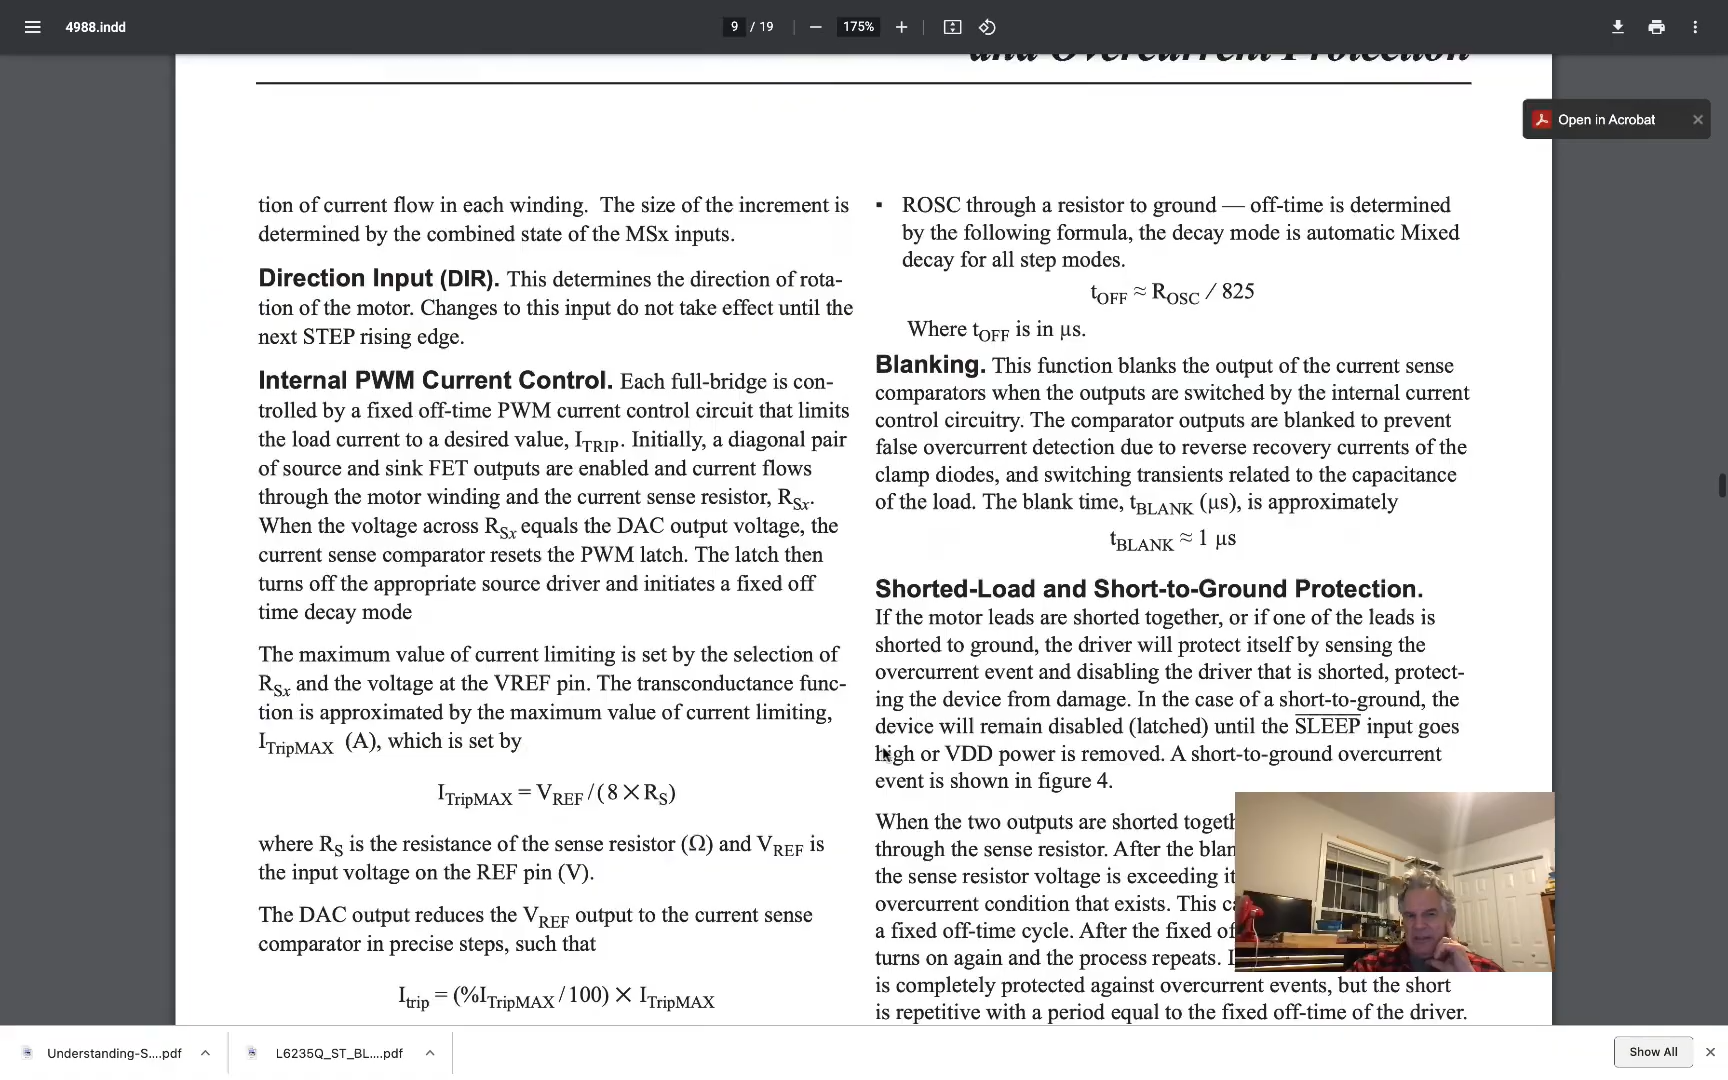 4988.indd
9 / 19
175%
and Overcurrent Protection
Open in Acrobat
tion of current flow in each winding. The size of the increment is
determined by the combined state of the MSx inputs.
Direction Input (DIR). This determines the direction of rota-
tion of the motor. Changes to this input do not take effect until the
next STEP rising edge.
Internal PWM Current Control. Each full-bridge is con-
trolled by a fixed off-time PWM current control circuit that limits
the load current to a desired value, ITRIP. Initially, a diagonal pair
of source and sink FET outputs are enabled and current flows
through the motor winding and the current sense resistor, RSx.
When the voltage across RSx equals the DAC output voltage, the
current sense comparator resets the PWM latch. The latch then
turns off the appropriate source driver and initiates a fixed off
time decay mode
The maximum value of current limiting is set by the selection of
RSx and the voltage at the VREF pin. The transconductance func-
tion is approximated by the maximum value of current limiting,
ITripMAX (A), which is set by
ITripMAX = VREF / ( 8 × RS)
where RS is the resistance of the sense resistor (Ω) and VREF is
the input voltage on the REF pin (V).
The DAC output reduces the VREF output to the current sense
comparator in precise steps, such that
Itrip = (%ITripMAX / 100) × ITripMAX
▪ ROSC through a resistor to ground — off-time is determined
by the following formula, the decay mode is automatic Mixed
decay for all step modes.
tOFF ≈ ROSC ⁄ 825
Where tOFF is in µs.
Blanking. This function blanks the output of the current sense
comparators when the outputs are switched by the internal current
control circuitry. The comparator outputs are blanked to prevent
false overcurrent detection due to reverse recovery currents of the
clamp diodes, and switching transients related to the capacitance
of the load. The blank time, tBLANK (µs), is approximately
tBLANK ≈ 1 µs
Shorted-Load and Short-to-Ground Protection.
If the motor leads are shorted together, or if one of the leads is
shorted to ground, the driver will protect itself by sensing the
overcurrent event and disabling the driver that is shorted, protect-
ing the device from damage. In the case of a short-to-ground, the
device will remain disabled (latched) until the SLEEP input goes
high or VDD power is removed. A short-to-ground overcurrent
event is shown in figure 4.
When the two outputs are shorted togeth
through the sense resistor. After the blan
the sense resistor voltage is exceeding it
overcurrent condition that exists. This ca
a fixed off-time cycle. After the fixed of
turns on again and the process repeats. I
is completely protected against overcurrent events, but the short
is repetitive with a period equal to the fixed off-time of the driver.
Understanding-S....pdf
L6235Q_ST_BL....pdf
Show All